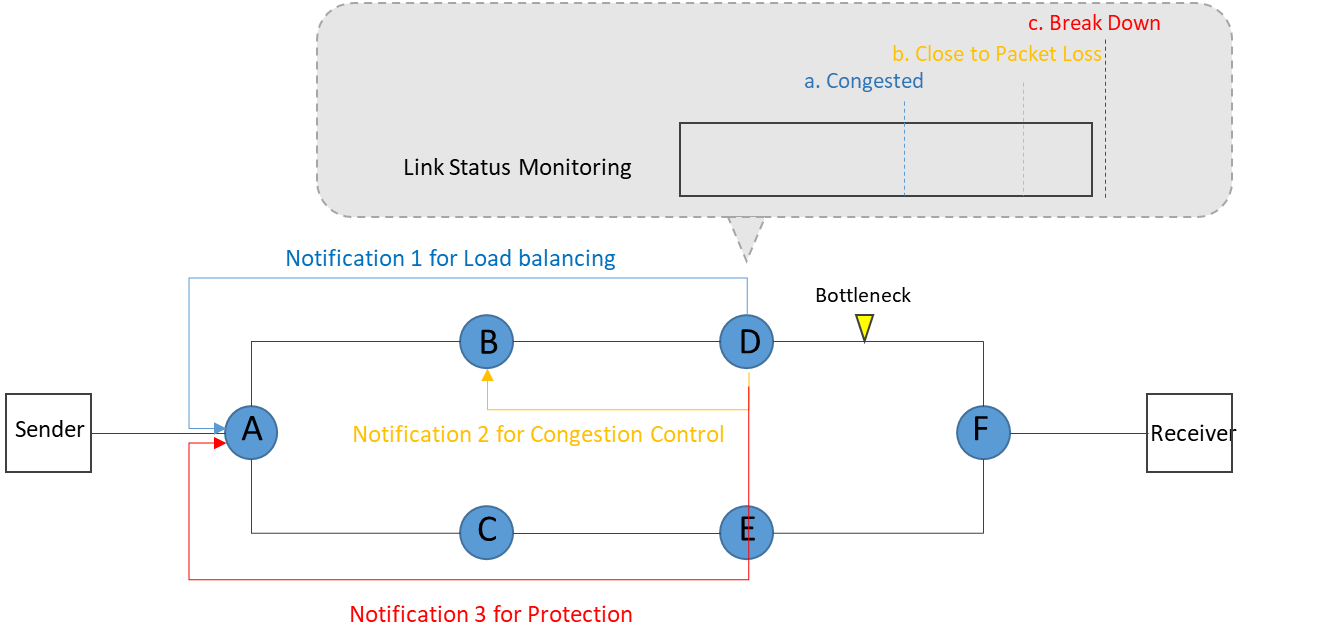 c. Break Down
b. Close to Packet Loss
a. Congested
Link Status Monitoring
Notification 1 for Load balancing
Bottleneck
B
D
Sender
A
Notification 2 for Congestion Control
F
Receiver
C
E
Notification 3 for Protection